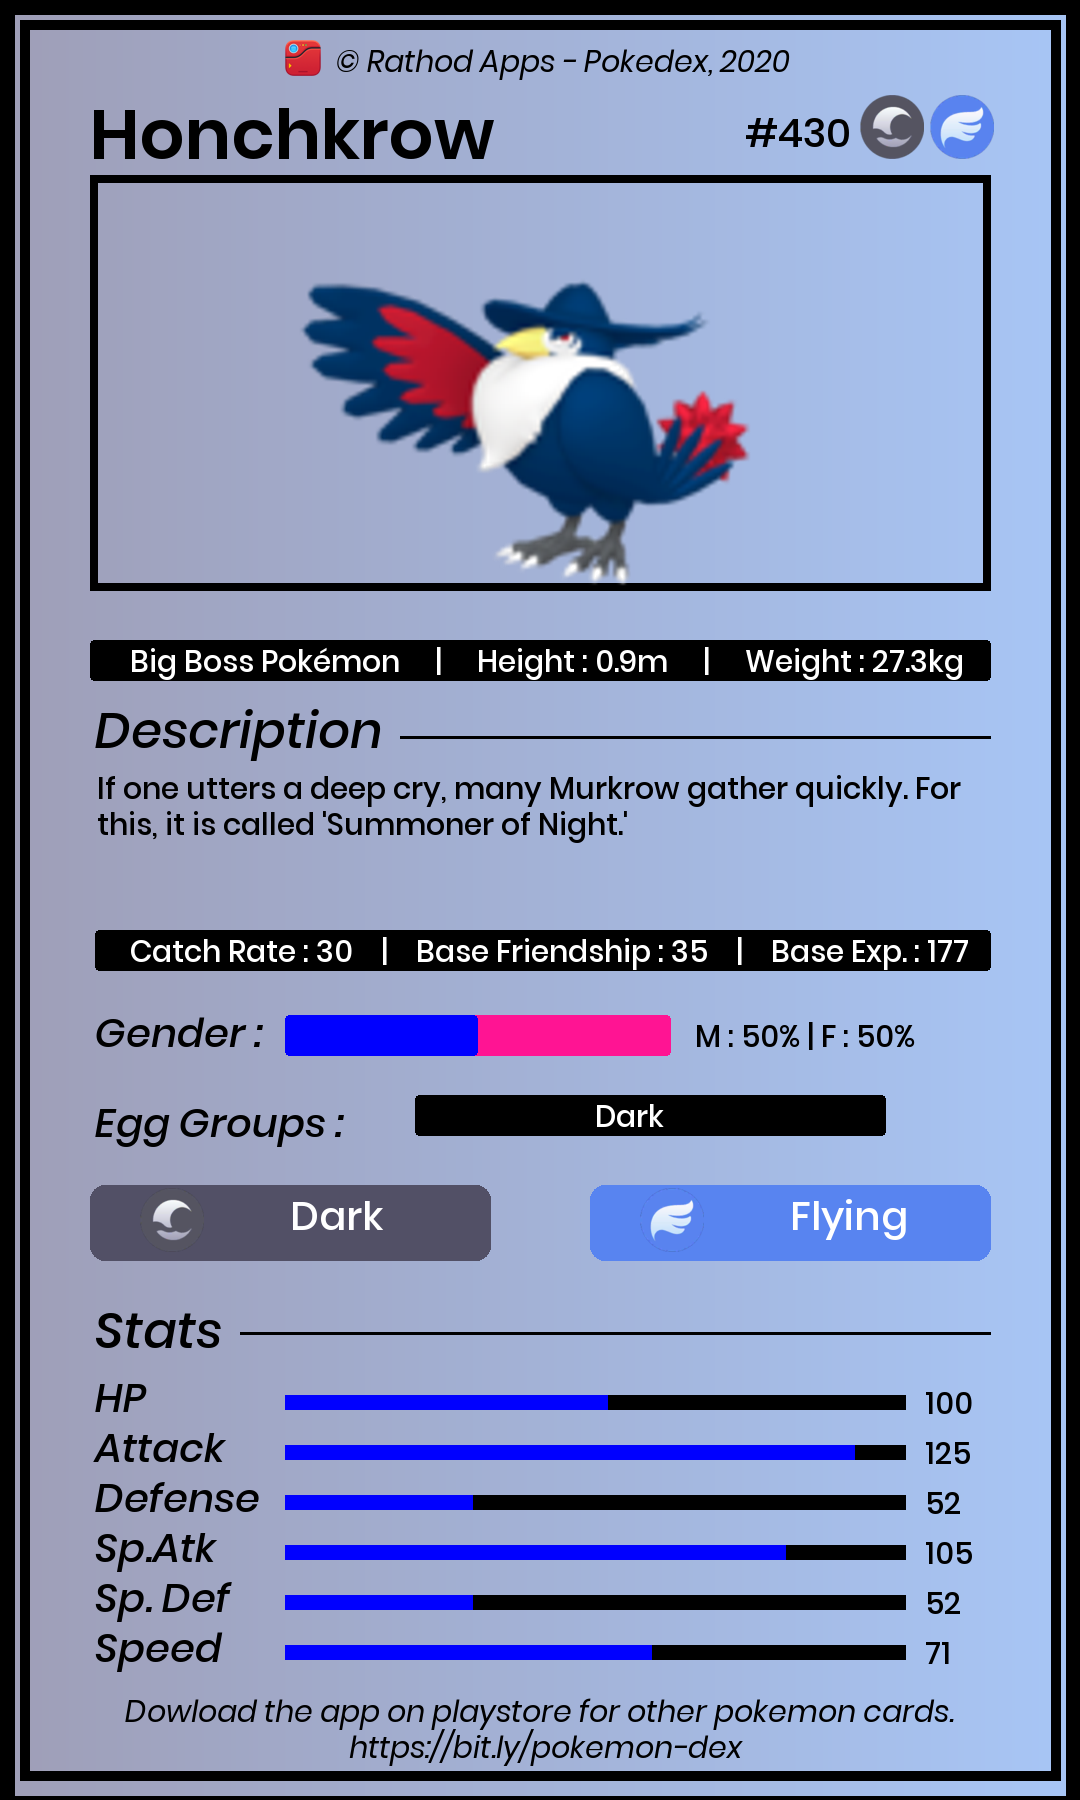 © Rathod Apps - Pokedex, 2020
Honchkrow #430
Big Boss Pokémon | Height : 0.9m | Weight : 27.3kg
Description
If one utters a deep cry, many Murkrow gather quickly. For
this, it is called 'Summoner of Night.'
Catch Rate : 30 | Base Friendship : 35 | Base Exp. : 177
Gender : M : 50% | F : 50%
Egg Groups : Dark
Dark Flying
Stats
HP 100
Attack 125
Defense 52
Sp.Atk 105
Sp. Def 52
Speed 71
Dowload the app on playstore for other pokemon cards.
https://bit.ly/pokemon-dex